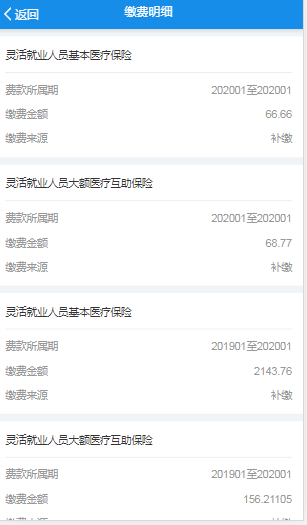 返回 缴费明细
灵活就业人员基本医疗保险
费款所属期 202001至202001
缴费金额 66.66
缴费来源 补缴
灵活就业人员大额医疗互助保险
费款所属期 202001至202001
缴费金额 68.77
缴费来源 补缴
灵活就业人员基本医疗保险
费款所属期 201901至202001
缴费金额 2143.76
缴费来源 补缴
灵活就业人员大额医疗互助保险
费款所属期 201901至202001
缴费金额 156.21105